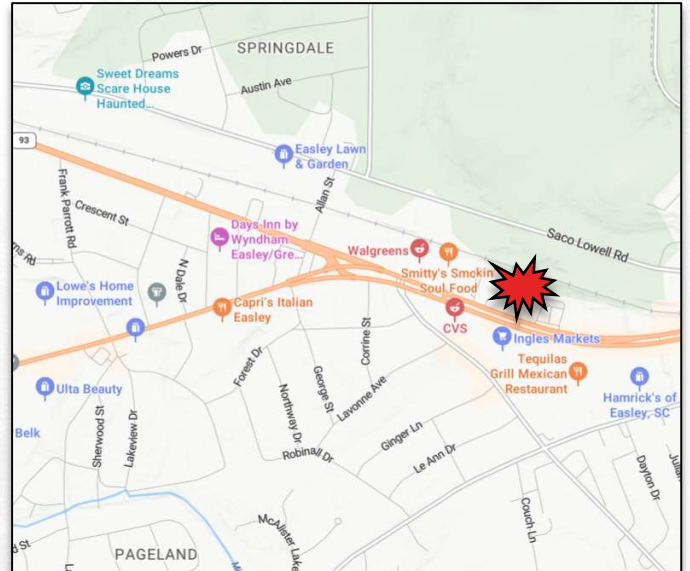 Powers Dr
SPRINGDALE
Sweet Dreams
Scare House
Haunted...
Austin Ave
93
Easley Lawn
& Garden
Frank Parrott Rd
Crescent St
Allan St
Days Inn by
Wyndham
Easley/Gre...
Walgreens
Saco Lowell Rd
rns Rd
N Dale Dr
Smitty's Smokin
Soul Food
Lowe's Home
Improvement
Capri's Italian
Easley
CVS
Ingles Markets
Corrine St
Forest Dr
George St
Tequilas
Grill Mexican
Restaurant
Ulta Beauty
Northway Dr
Lavonne Ave
Hamrick's of
Easley, SC
Sherwood St
Lakeview Dr
Belk
Ginger Ln
Robinall Dr
Le Ann Dr
Dayton Dr
Couch Ln
McAlister Lake
d St
PAGELAND